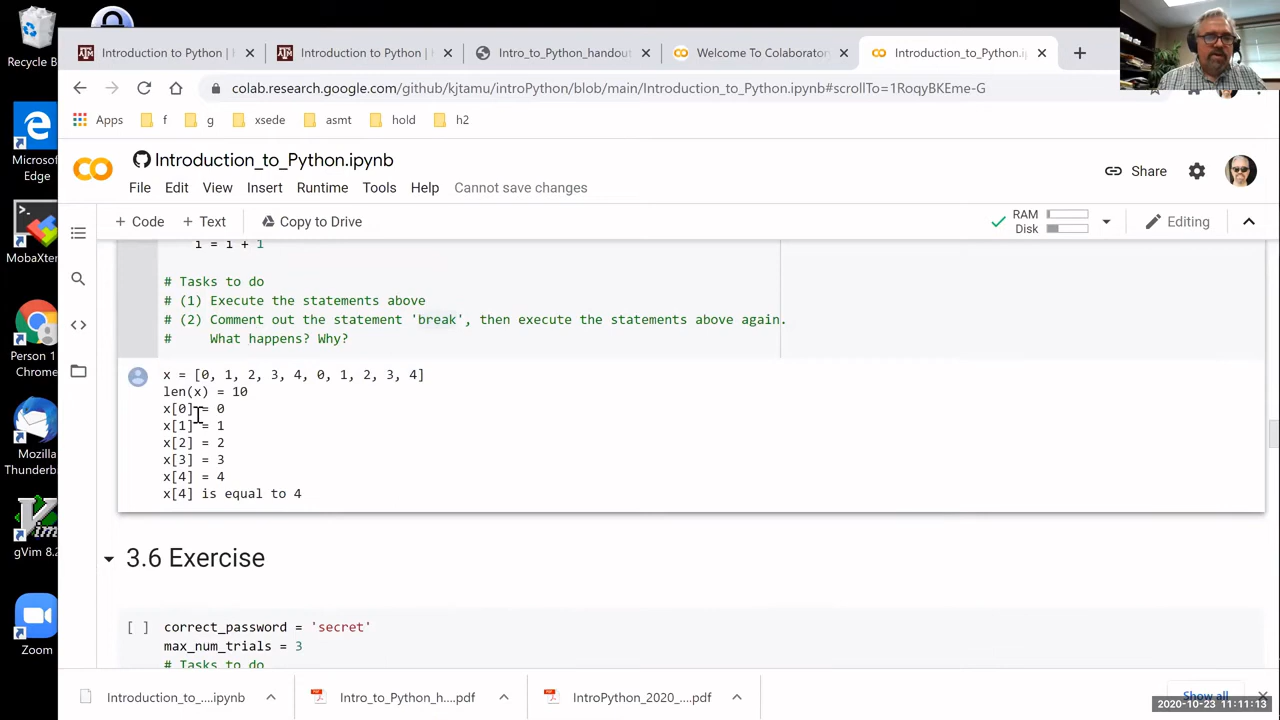 Recycle B
Introduction to Python |
Introduction to Python
Intro_to_Python_handout
Welcome To Colaborator
Introduction_to_Python.i
colab.research.google.com/github/kjtamu/IntroPython/blob/main/Introduction_to_Python.ipynb#scrollTo=1RoqyBKEme-G
Apps
f
g
xsede
asmt
hold
h2
Microsof
Edge
Introduction_to_Python.ipynb
Share
File Edit View Insert Runtime Tools Help Cannot save changes
+ Code + Text Copy to Drive
RAM
Disk
Editing
MobaXter
i = i + 1
# Tasks to do
# (1) Execute the statements above
# (2) Comment out the statement 'break', then execute the statements above again.
# What happens? Why?
Person 1
Chrome
x = [0, 1, 2, 3, 4, 0, 1, 2, 3, 4]
len(x) = 10
x[0] = 0
x[1] = 1
x[2] = 2
x[3] = 3
x[4] = 4
x[4] is equal to 4
Mozilla
Thunderb
gVim 8.2
3.6 Exercise
Zoom
[ ] correct_password = 'secret'
max_num_trials = 3
# Tasks to do
Introduction_to_....ipynb
Intro_to_Python_h....pdf
IntroPython_2020_....pdf
Show all
2020-10-23 11:11:13